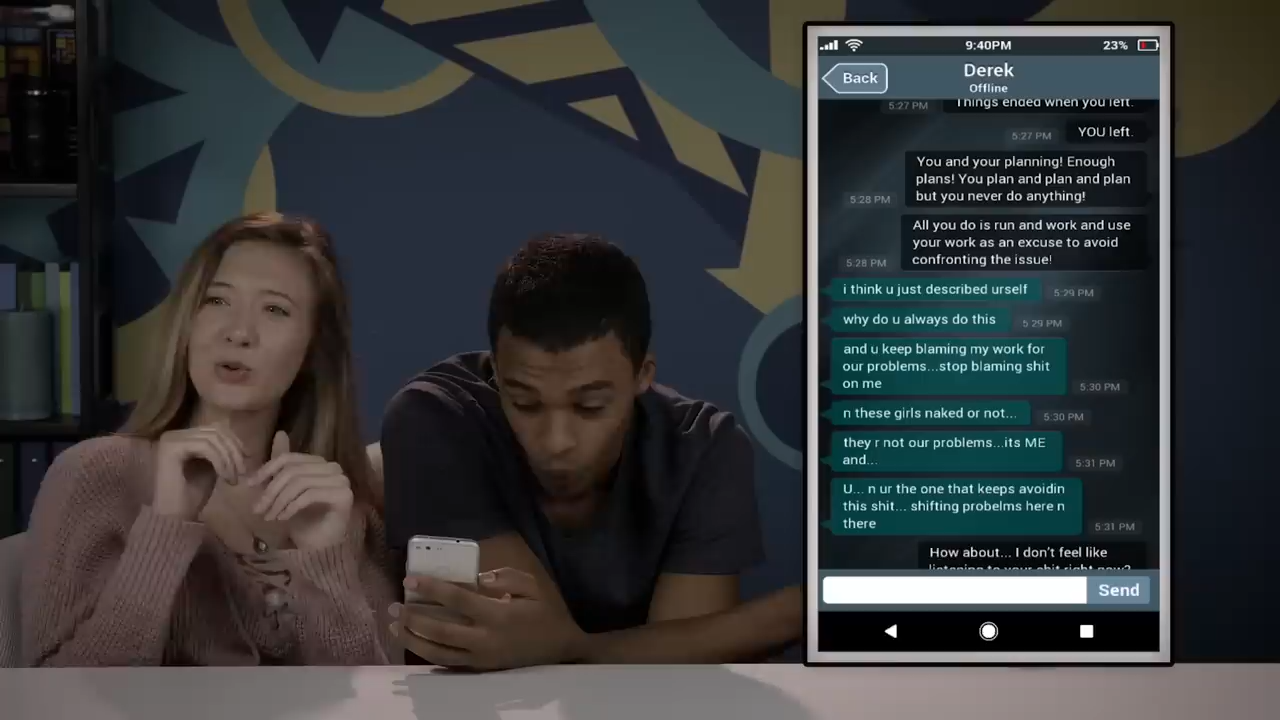 9:40PM
23%
Back
Derek
Offline
Things ended when you left.
5:27 PM
YOU left.
5:27 PM
You and your planning! Enough
plans! You plan and plan and plan
but you never do anything!
5:28 PM
All you do is run and work and use
your work as an excuse to avoid
confronting the issue!
5:28 PM
i think u just described urself
5:29 PM
why do u always do this
5:29 PM
and u keep blaming my work for
our problems...stop blaming shit
on me
5:30 PM
n these girls naked or not...
5:30 PM
they r not our problems...its ME
and...
5:31 PM
U... n ur the one that keeps avoidin
this shit... shifting probelms here n
there
5:31 PM
How about... I don't feel like
listening to your shit right now?
Send